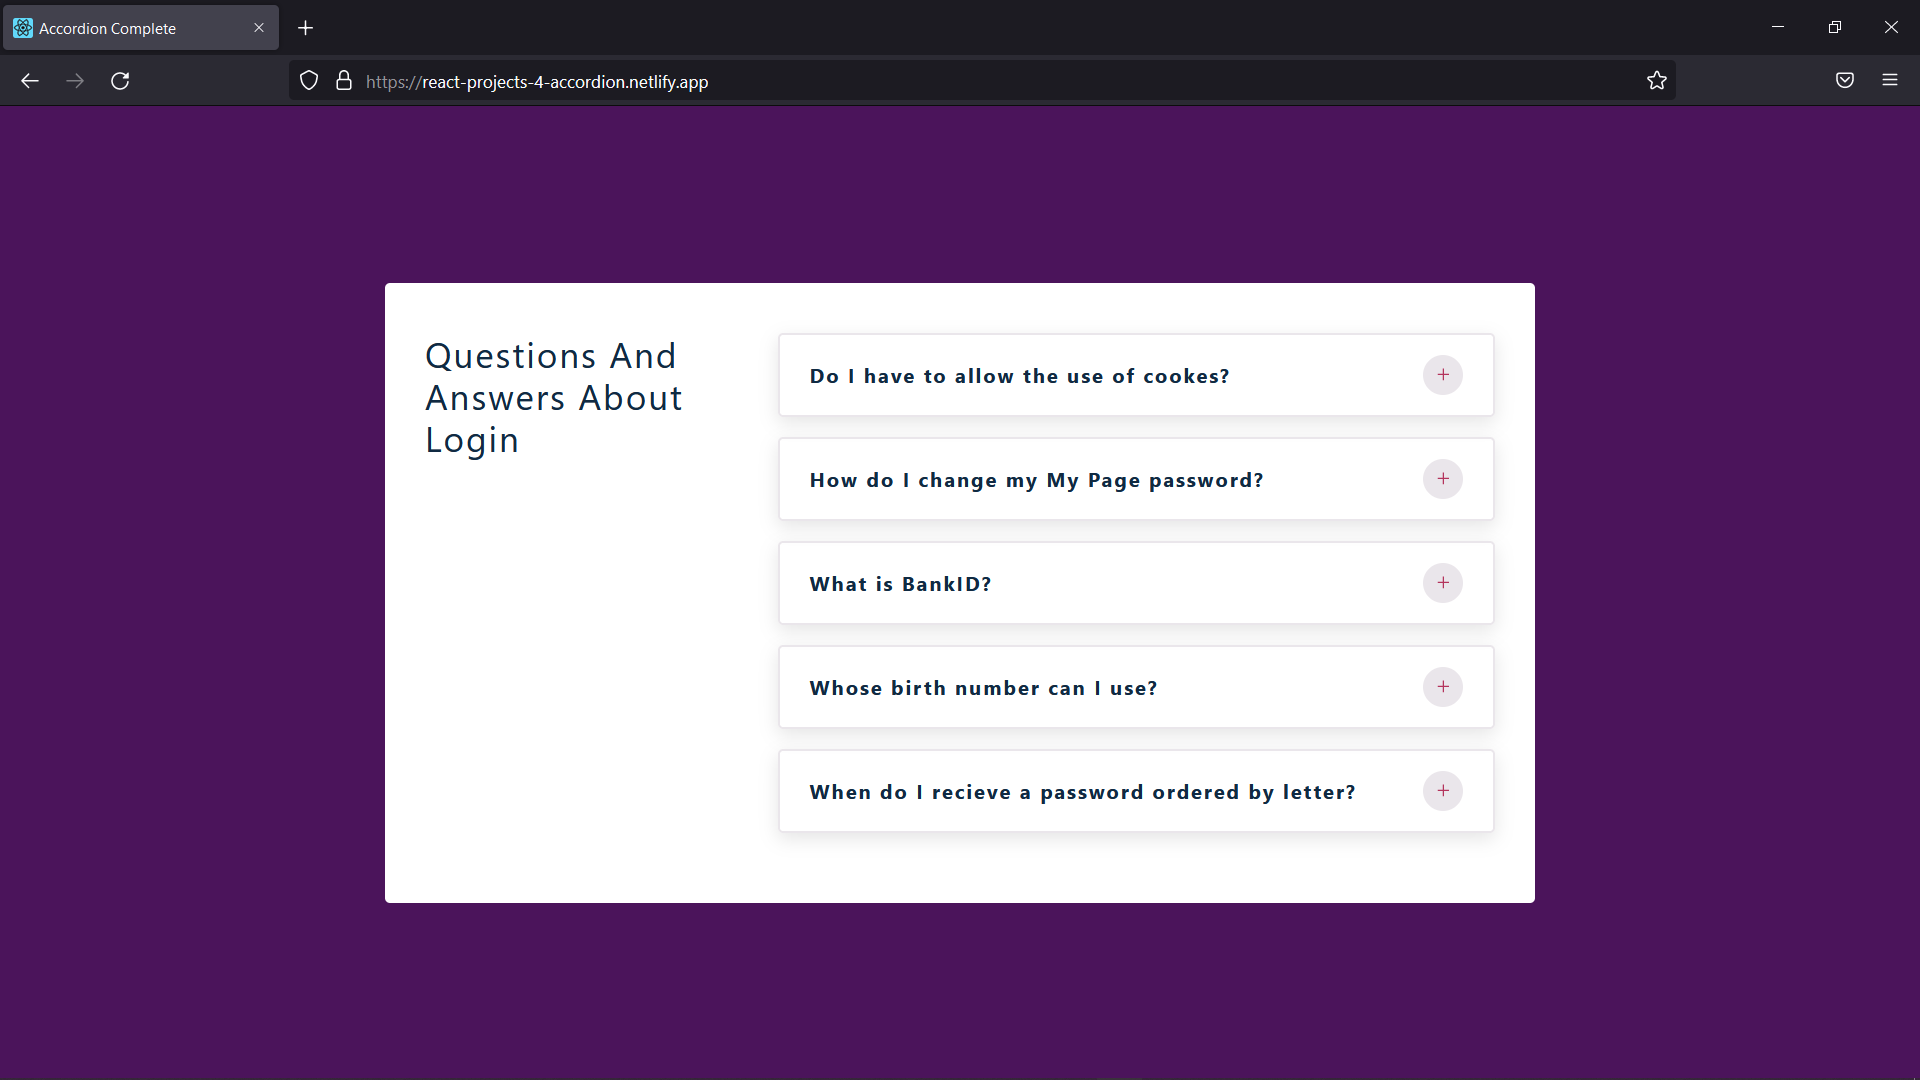 Accordion Complete
https://react-projects-4-accordion.netlify.app
Questions And
Answers About
Login
Do I have to allow the use of cookes?
How do I change my My Page password?
What is BankID?
Whose birth number can I use?
When do I recieve a password ordered by letter?